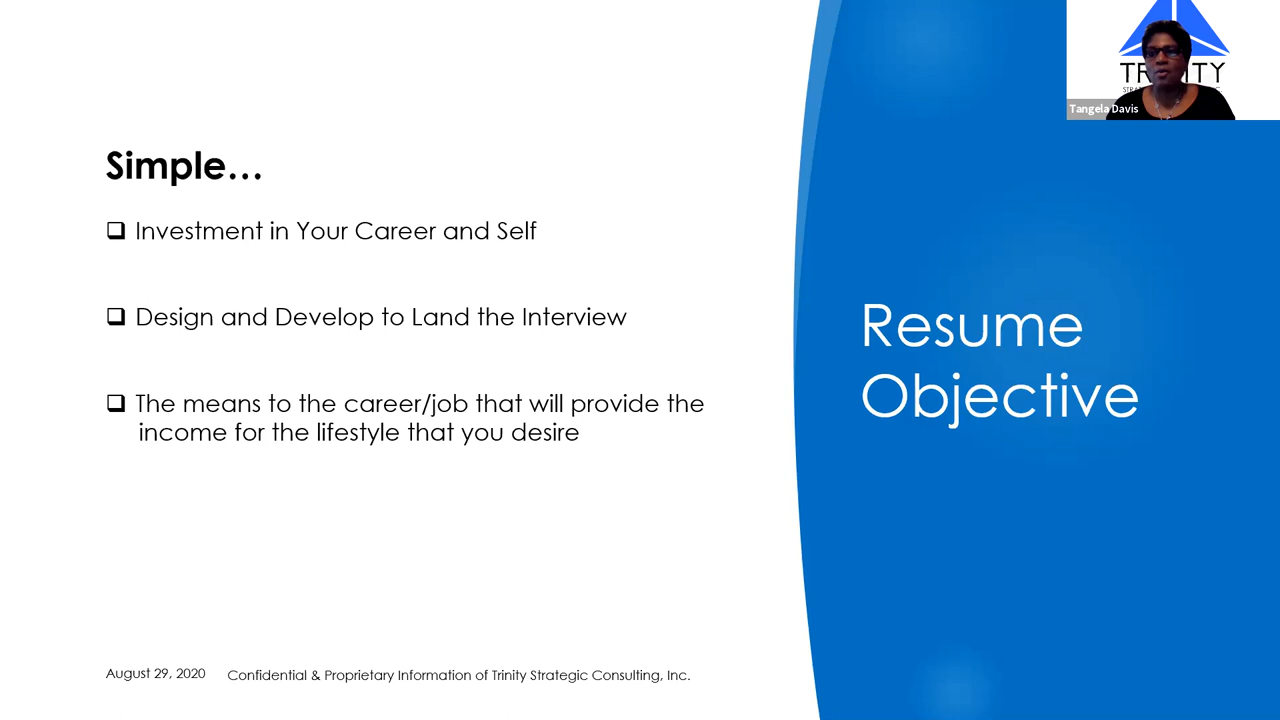 TR NITY
Tangela Davis
Simple...
Investment in Your Career and Self
Design and Develop to Land the Interview
The means to the career/job that will provide the
income for the lifestyle that you desire
Resume
Objective
August 29, 2020 Confidential & Proprietary Information of Trinity Strategic Consulting, Inc.